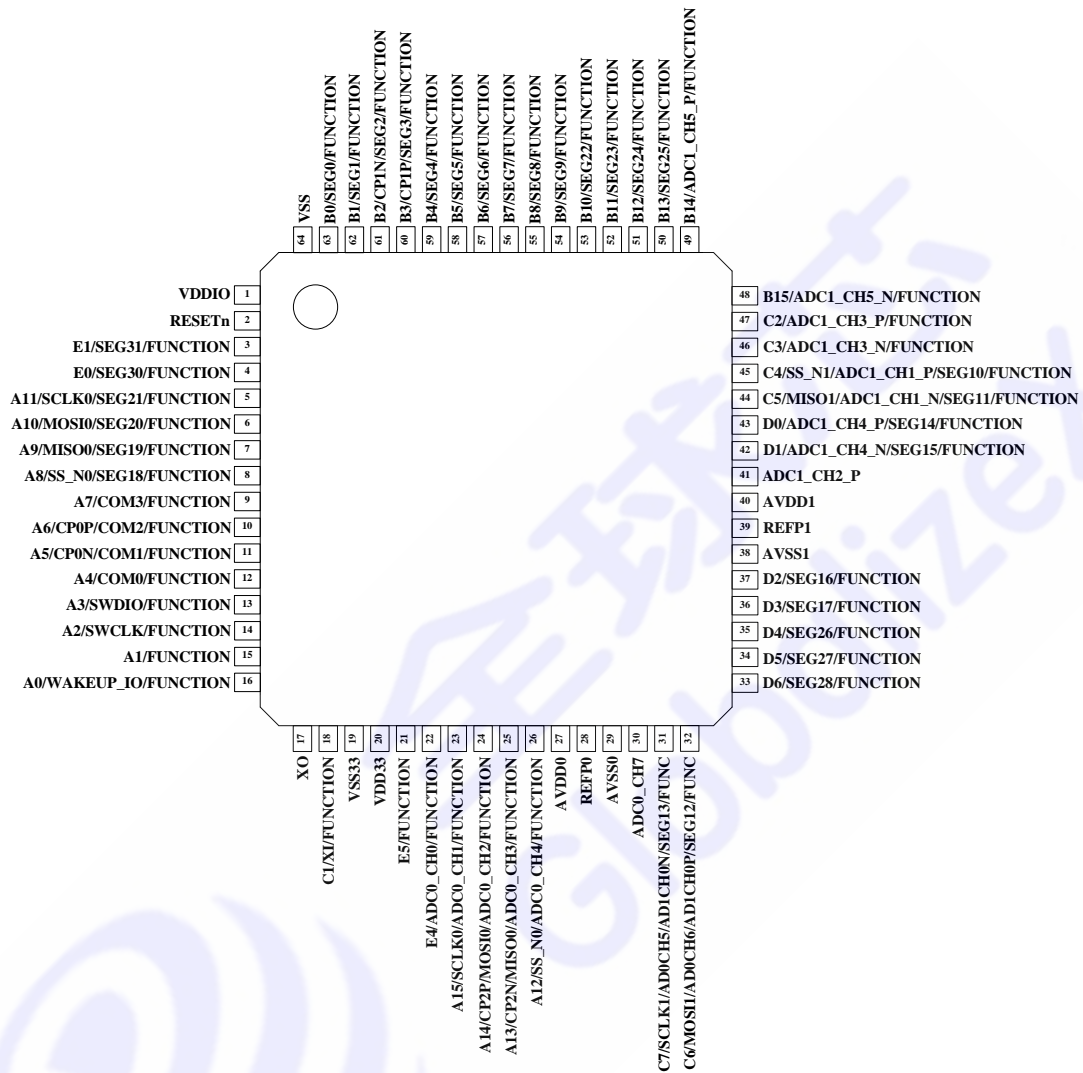 VSS
B0/SEG0/FUNCTION
B1/SEG1/FUNCTION
B2/CP1N/SEG2/FUNCTION
B3/CP1P/SEG3/FUNCTION
B4/SEG4/FUNCTION
B5/SEG5/FUNCTION
B6/SEG6/FUNCTION
B7/SEG7/FUNCTION
B8/SEG8/FUNCTION
B9/SEG9/FUNCTION
B10/SEG22/FUNCTION
B11/SEG23/FUNCTION
B12/SEG24/FUNCTION
B13/SEG25/FUNCTION
B14/ADC1_CH5_P/FUNCTION
64 63 62 61 60 59 58 57 56 55 54 53 52 51 50 49
VDDIO 1
RESETn 2
E1/SEG31/FUNCTION 3
E0/SEG30/FUNCTION 4
A11/SCLK0/SEG21/FUNCTION 5
A10/MOSI0/SEG20/FUNCTION 6
A9/MISO0/SEG19/FUNCTION 7
A8/SS_N0/SEG18/FUNCTION 8
A7/COM3/FUNCTION 9
A6/CP0P/COM2/FUNCTION 10
A5/CP0N/COM1/FUNCTION 11
A4/COM0/FUNCTION 12
A3/SWDIO/FUNCTION 13
A2/SWCLK/FUNCTION 14
A1/FUNCTION 15
A0/WAKEUP_IO/FUNCTION 16
48 B15/ADC1_CH5_N/FUNCTION
47 C2/ADC1_CH3_P/FUNCTION
46 C3/ADC1_CH3_N/FUNCTION
45 C4/SS_N1/ADC1_CH1_P/SEG10/FUNCTION
44 C5/MISO1/ADC1_CH1_N/SEG11/FUNCTION
43 D0/ADC1_CH4_P/SEG14/FUNCTION
42 D1/ADC1_CH4_N/SEG15/FUNCTION
41 ADC1_CH2_P
40 AVDD1
39 REFP1
38 AVSS1
37 D2/SEG16/FUNCTION
36 D3/SEG17/FUNCTION
35 D4/SEG26/FUNCTION
34 D5/SEG27/FUNCTION
33 D6/SEG28/FUNCTION
17 18 19 20 21 22 23 24 25 26 27 28 29 30 31 32
XO
C1/XI/FUNCTION
VSS33
VDD33
E5/FUNCTION
E4/ADC0_CH0/FUNCTION
A15/SCLK0/ADC0_CH1/FUNCTION
A14/CP2P/MOSI0/ADC0_CH2/FUNCTION
A13/CP2N/MISO0/ADC0_CH3/FUNCTION
A12/SS_N0/ADC0_CH4/FUNCTION
AVDD0
REFP0
AVSS0
ADC0_CH7
C7/SCLK1/AD0CH5/AD1CH0N/SEG13/FUNC
C6/MOSI1/AD0CH6/AD1CH0P/SEG12/FUNC
全球芯